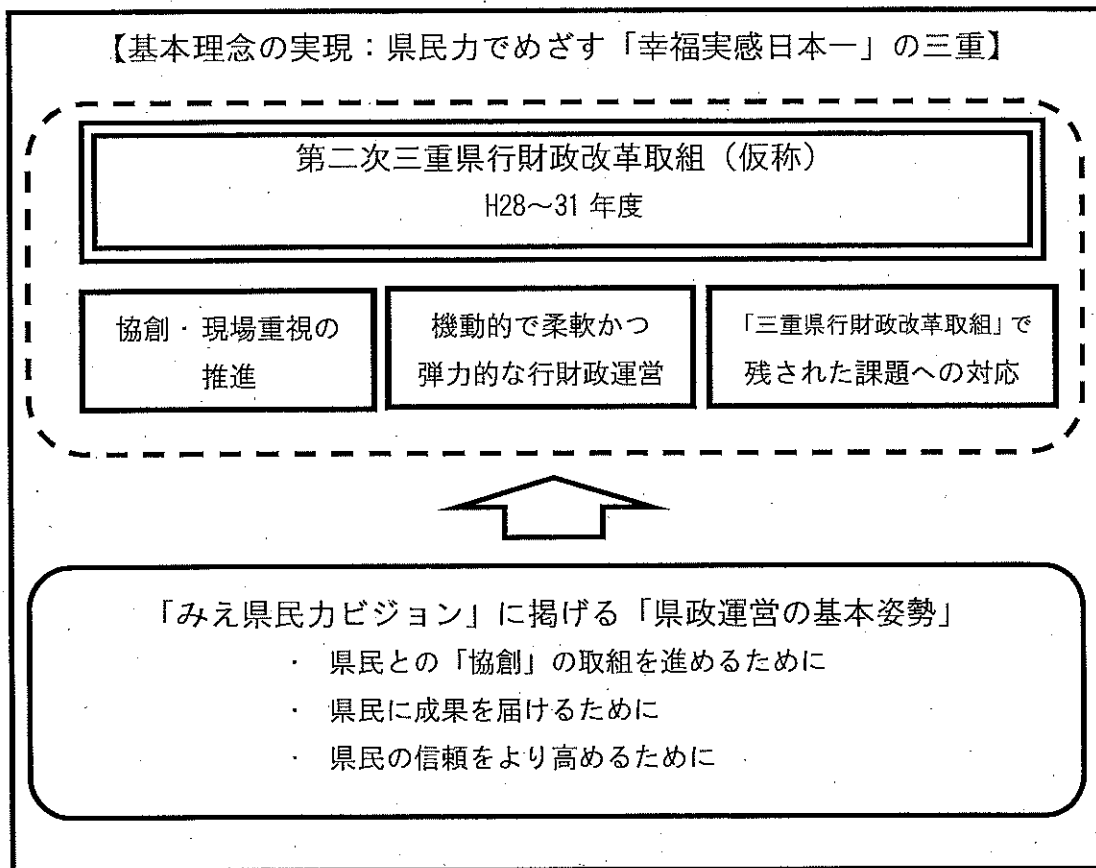 【基本理念の実現：県民力でめざす「幸福実感日本一」の三重】
第二次三重県行財政改革取組（仮称）
H28～31 年度
協創・現場重視の
推進
機動的で柔軟かつ
弾力的な行財政運営
「三重県行財政改革取組」で
残された課題への対応
「みえ県民力ビジョン」に掲げる「県政運営の基本姿勢」
・ 県民との「協創」の取組を進めるために
・ 県民に成果を届けるために
・ 県民の信頼をより高めるために